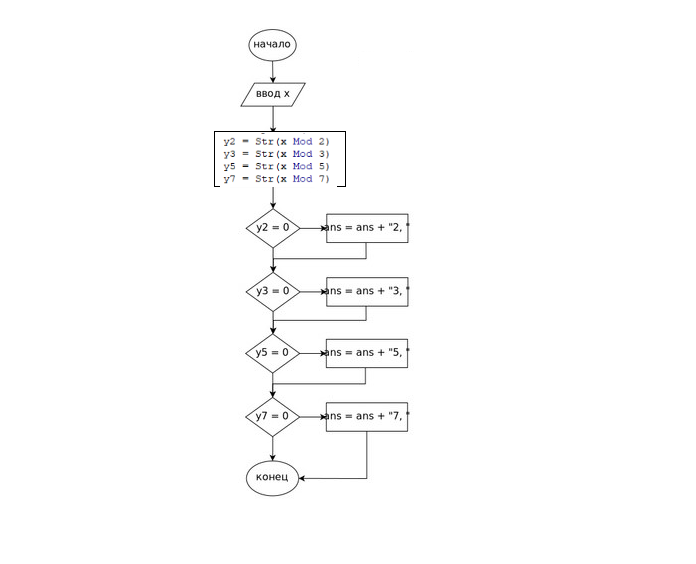 начало
ввод x
y2 = Str(x Mod 2)
y3 = Str(x Mod 3)
y5 = Str(x Mod 5)
y7 = Str(x Mod 7)
y2 = 0
ans = ans + "2, "
y3 = 0
ans = ans + "3, "
y5 = 0
ans = ans + "5, "
y7 = 0
ans = ans + "7, "
конец